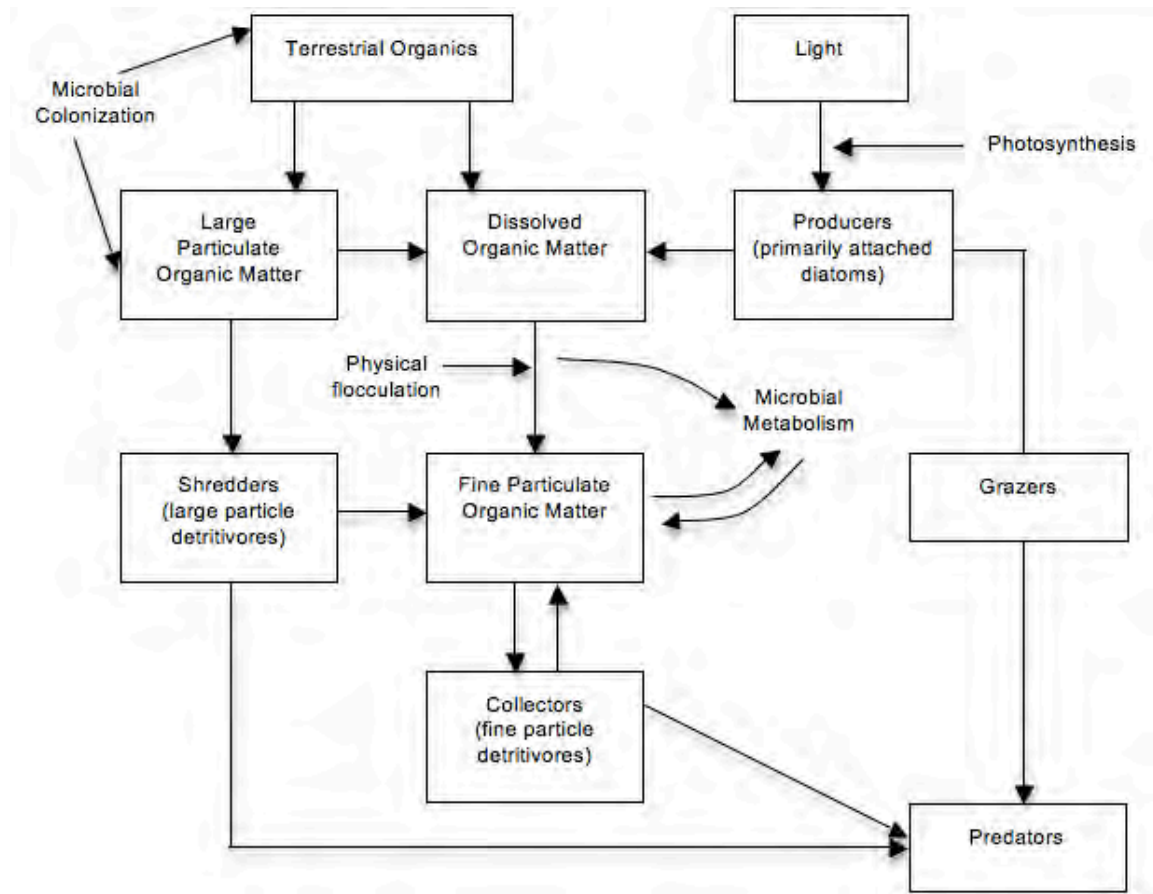 Terrestrial Organics
Light
Microbial
Colonization
Photosynthesis
Large
Particulate
Organic Matter
Dissolved
Organic Matter
Producers
(primarily attached
diatoms)
Physical
flocculation
Microbial
Metabolism
Shredders
(large particle
detritivores)
Fine Particulate
Organic Matter
Grazers
Collectors
(fine particle
detritivores)
Predators